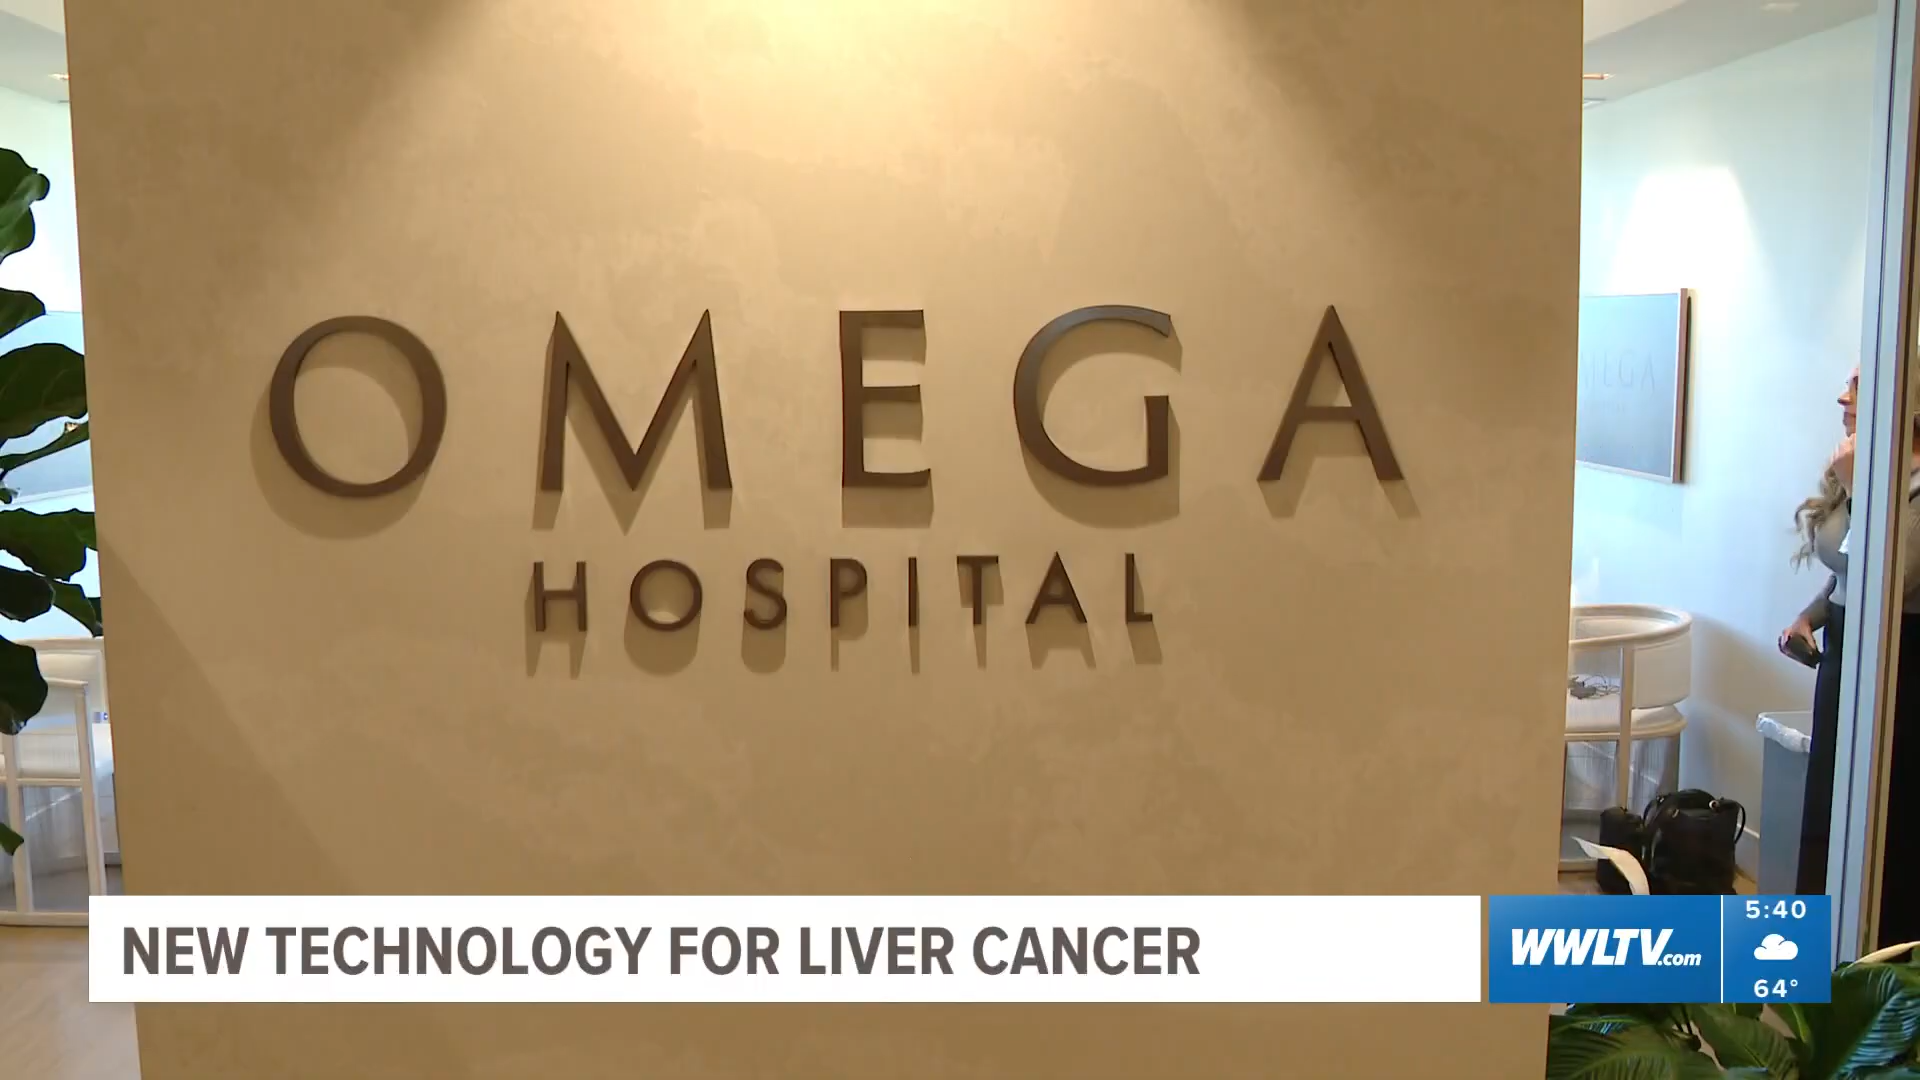 OMEGA
HOSPITAL
NEW TECHNOLOGY FOR LIVER CANCER
WWLTV.com
5:40
64°